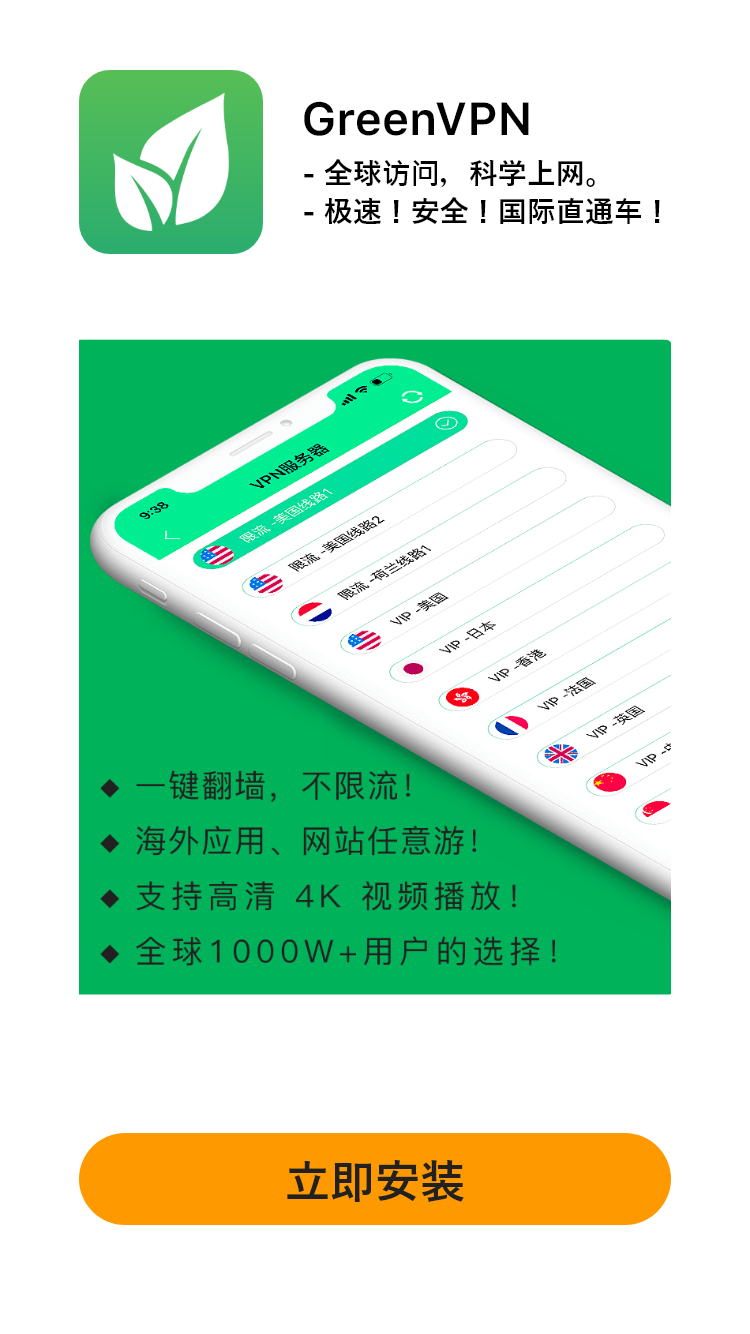 GreenVPN
- 全球访问，科学上网。
- 极速！安全！国际直通车！
9:38
VPN服务器
限流 -美国线路1
限流 -美国线路2
限流 -荷兰线路1
VIP -美国
VIP -日本
VIP -香港
VIP -法国
VIP -英国
VIP -
◆ 一键翻墙，不限流！
◆ 海外应用、网站任意游！
◆ 支持高清 4K 视频播放！
◆ 全球1000W+用户的选择！
立即安装